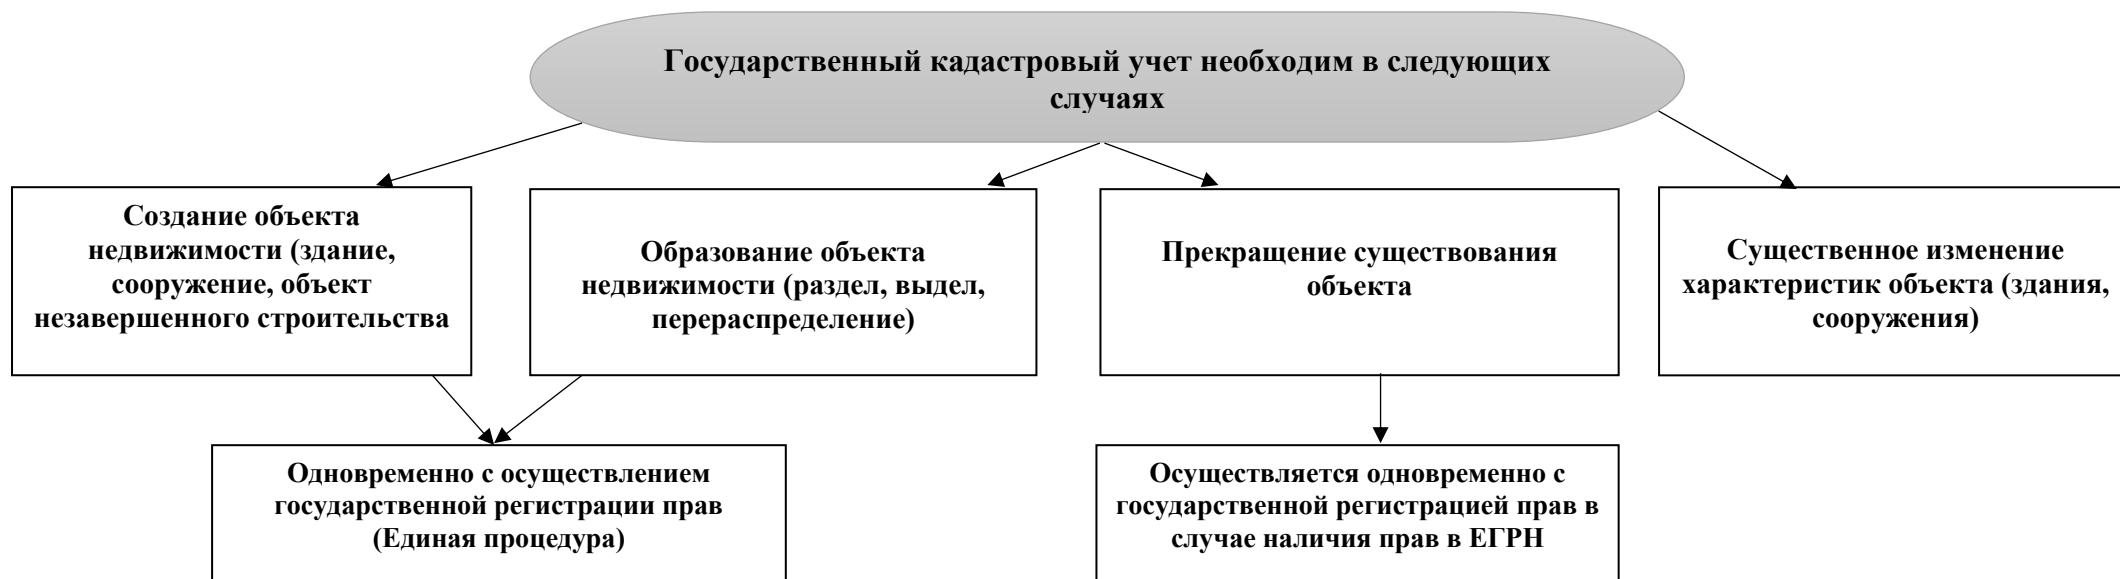 Государственный кадастровый учет необходим в следующих
случаях
Создание объекта
недвижимости (здание,
сооружение, объект
незавершенного строительства
Образование объекта
недвижимости (раздел, выдел,
перераспределение)
Прекращение существования
объекта
Существенное изменение
характеристик объекта (здания,
сооружения)
Одновременно с осуществлением
государственной регистрации прав
(Единая процедура)
Осуществляется одновременно с
государственной регистрацией прав в
случае наличия прав в ЕГРН